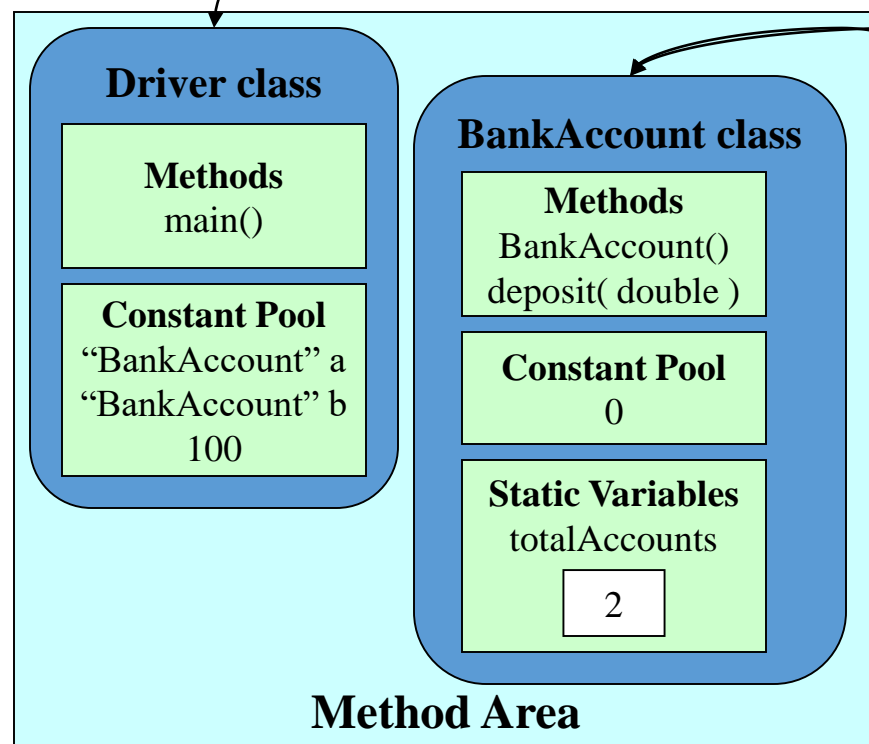 Driver class
Methods
main()
Constant Pool
“BankAccount” a
“BankAccount” b
100
BankAccount class
Methods
BankAccount()
deposit( double )
Constant Pool
0
Static Variables
totalAccounts
2
Method Area